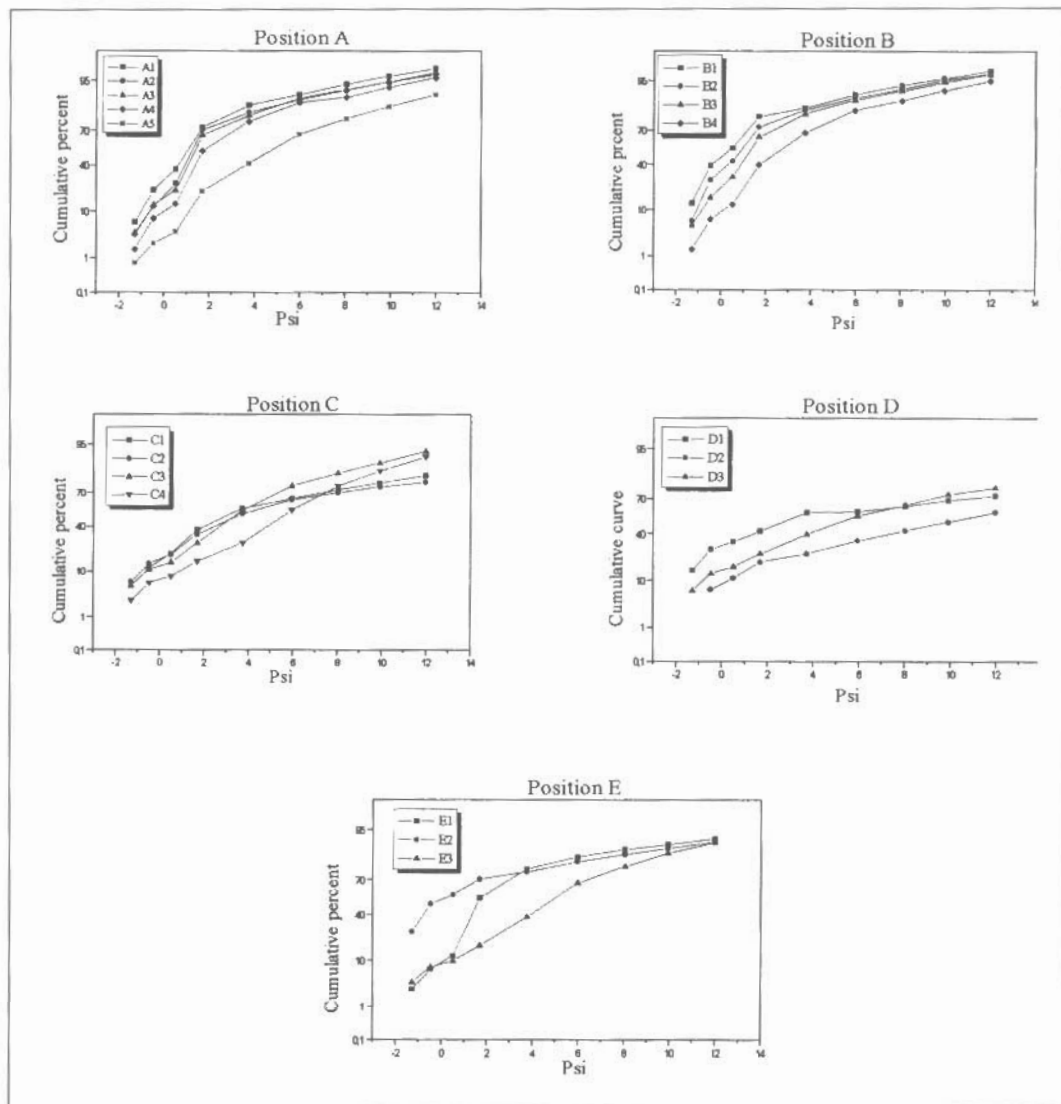 Position A
A1
A2
A3
A4
A5
95
70
40
10
1
0,1
-2 0 2 4 6 8 10 12 14
Cumulative percent
Psi
Position B
B1
B2
B3
B4
95
70
40
10
1
0,1
-2 0 2 4 6 8 10 12 14
Cumulative prcent
Psi
Position C
C1
C2
C3
C4
95
70
40
10
1
0,1
-2 0 2 4 6 8 10 12 14
Cumulative percent
Psi
Position D
D1
D2
D3
95
70
40
10
1
0,1
-2 0 2 4 6 8 10 12
Cumulative curve
Psi
Position E
E1
E2
E3
95
70
40
10
1
0,1
-2 0 2 4 6 8 10 12 14
Cumulative percent
Psi